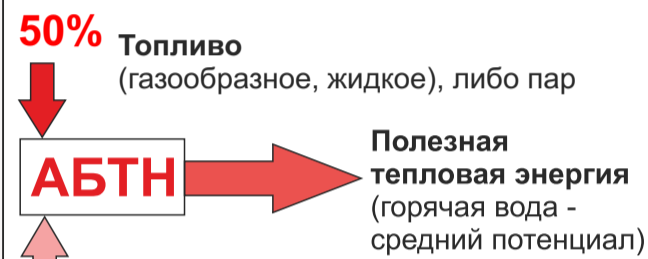 50%
Топливо
(газообразное, жидкое), либо пар
АБТН
Полезная
тепловая энергия
(горячая вода -
средний потенциал)